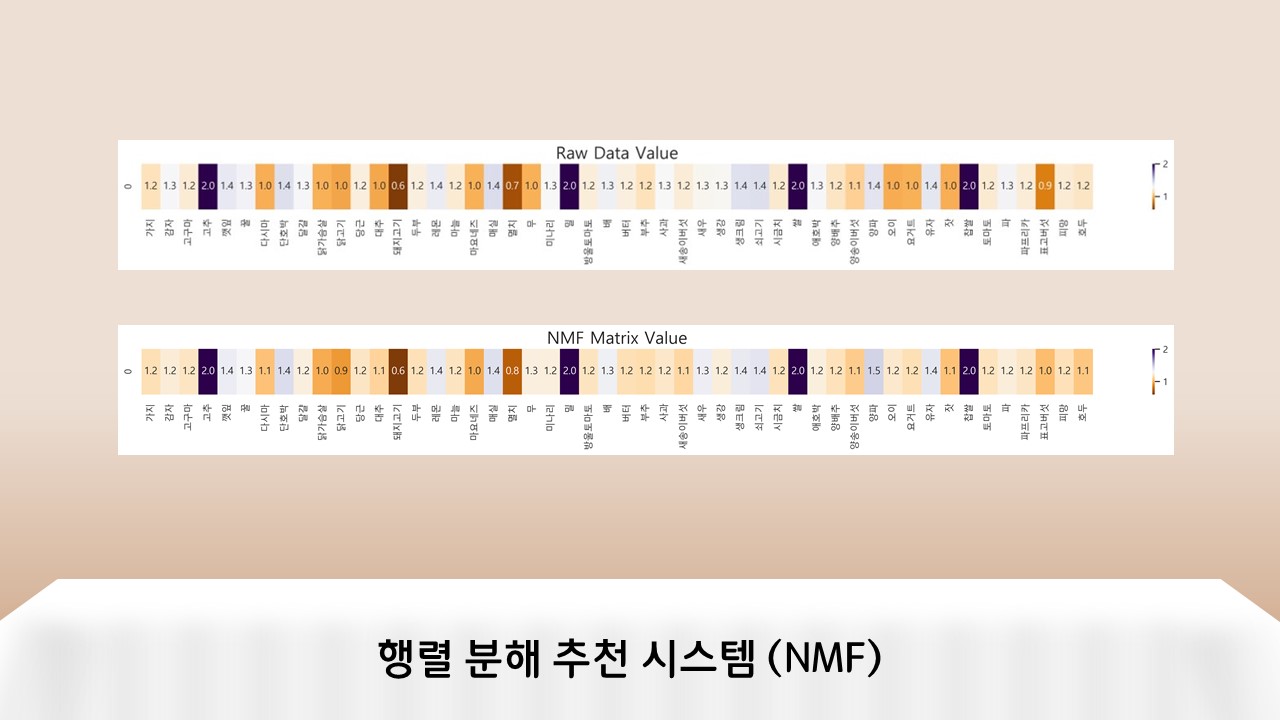 Raw Data Value
0 1.2 1.3 1.2 2.0 1.4 1.3 1.0 1.4 1.3 1.0 1.0 1.2 1.0 0.6 1.2 1.4 1.2 1.0 1.4 0.7 1.0 1.3 2.0 1.2 1.3 1.2 1.2 1.3 1.2 1.3 1.3 1.4 1.4 1.2 2.0 1.3 1.2 1.1 1.4 1.0 1.0 1.4 1.0 2.0 1.2 1.3 1.2 0.9 1.2 1.2
가지 감자 고구마 고추 깻잎 꿀 다시마 단호박 달걀 닭가슴살 닭고기 당근 대추 돼지고기 두부 레몬 마늘 마요네즈 매실 멸치 무 미나리 밀 방울토마토 배 버터 부추 사과 새송이버섯 새우 생강 생크림 쇠고기 시금치 쌀 애호박 양배추 양송이버섯 양파 오이 요거트 유자 잣 찹쌀 토마토 파 파프리카 표고버섯 피망 호두
2
1
NMF Matrix Value
0 1.2 1.2 1.2 2.0 1.4 1.3 1.1 1.4 1.2 1.0 0.9 1.2 1.1 0.6 1.2 1.4 1.2 1.0 1.4 0.8 1.3 1.2 2.0 1.2 1.3 1.2 1.2 1.2 1.1 1.3 1.2 1.4 1.4 1.2 2.0 1.2 1.2 1.1 1.5 1.2 1.2 1.4 1.1 2.0 1.2 1.2 1.2 1.0 1.2 1.1
가지 감자 고구마 고추 깻잎 꿀 다시마 단호박 달걀 닭가슴살 닭고기 당근 대추 돼지고기 두부 레몬 마늘 마요네즈 매실 멸치 무 미나리 밀 방울토마토 배 버터 부추 사과 새송이버섯 새우 생강 생크림 쇠고기 시금치 쌀 애호박 양배추 양송이버섯 양파 오이 요거트 유자 잣 찹쌀 토마토 파 파프리카 표고버섯 피망 호두
2
1
행렬 분해 추천 시스템 (NMF)